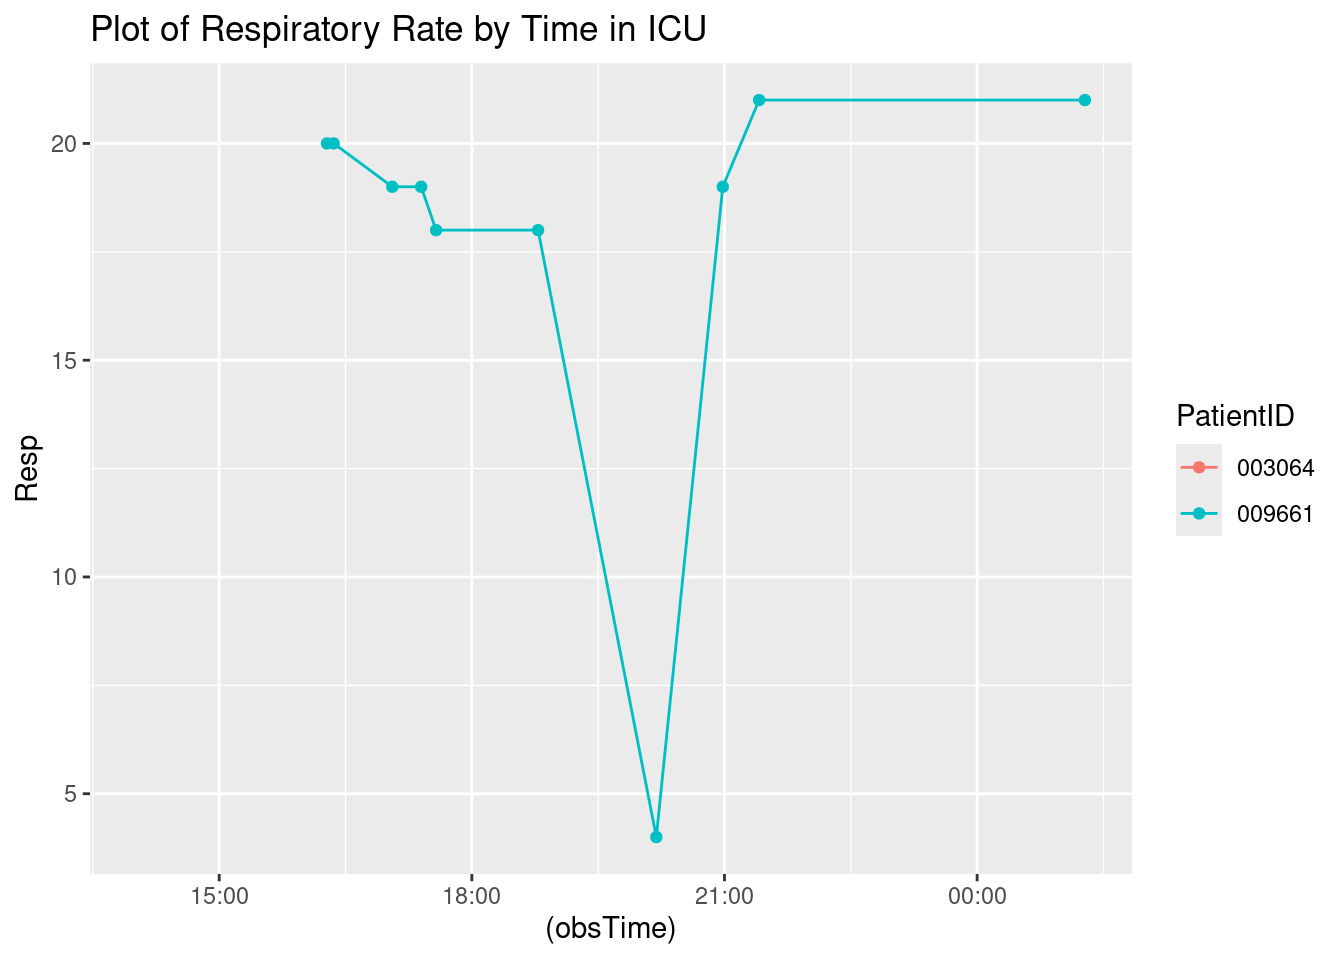 Plot of Respiratory Rate by Time in ICU
20
15
10
5
Resp
15:00
18:00
21:00
00:00
(obsTime)
PatientID
003064
009661